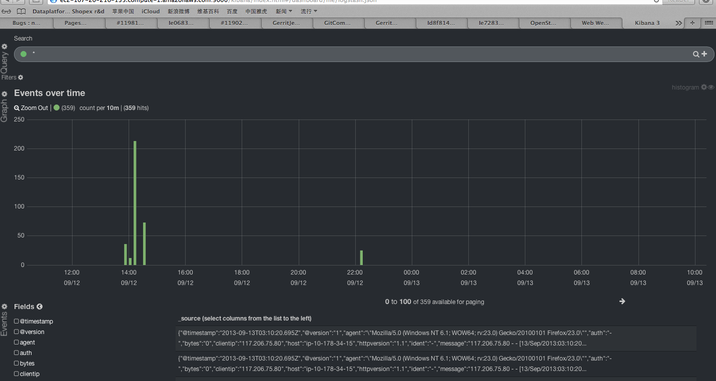 Bugs : n... Pages... #11981... Ie0683... #11902... GerritJe... GitCom... Gerrit... Id8f814... Ie7283... OpenSt... Web We... Kibana 3
Dataplatfor... Shopex r&d 苹果中国 iCloud 新浪微博 维基百科 百度 中国雅虎 新闻 流行
Search
Query
*
Filters
Graph
Events over time
histogram
Zoom Out | (359) count per 10m | (359 hits)
250
200
150
100
50
0
12:00 14:00 16:00 18:00 20:00 22:00 00:00 02:00 04:00 06:00 08:00 10:00
09/12 09/12 09/12 09/12 09/12 09/12 09/13 09/13 09/13 09/13 09/13 09/13
0 to 100 of 359 available for paging
Events
Fields
@timestamp
@version
agent
auth
bytes
clientip
_source (select columns from the list to the left)
{"@timestamp":"2013-09-13T03:10:20.695Z","@version":"1","agent":"\"Mozilla/5.0 (Windows NT 6.1; WOW64; rv:23.0) Gecko/20100101 Firefox/23.0\"","auth":"-
","bytes":"0","clientip":"117.206.75.80","host":"ip-10-178-34-15","httpversion":"1.1","ident":"-","message":"117.206.75.80 - - [13/Sep/2013:03:10:20...
{"@timestamp":"2013-09-13T03:10:20.695Z","@version":"1","agent":"\"Mozilla/5.0 (Windows NT 6.1; WOW64; rv:23.0) Gecko/20100101 Firefox/23.0\"","auth":"-
","bytes":"0","clientip":"117.206.75.80","host":"ip-10-178-34-15","httpversion":"1.1","ident":"-","message":"117.206.75.80 - - [13/Sep/2013:03:10:20...